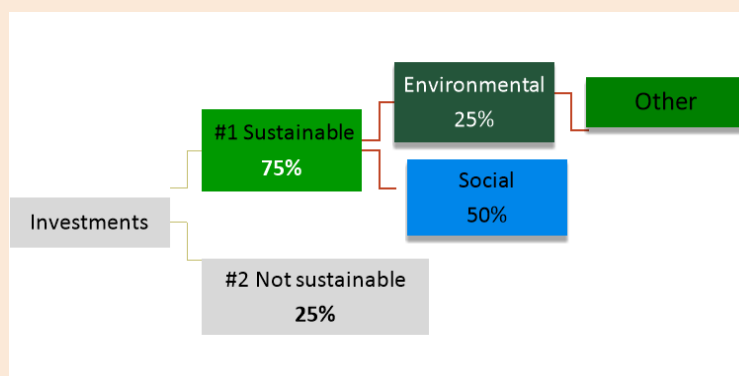 Environmental
25%
Other
#1 Sustainable
75%
Social
50%
Investments
#2 Not sustainable
25%